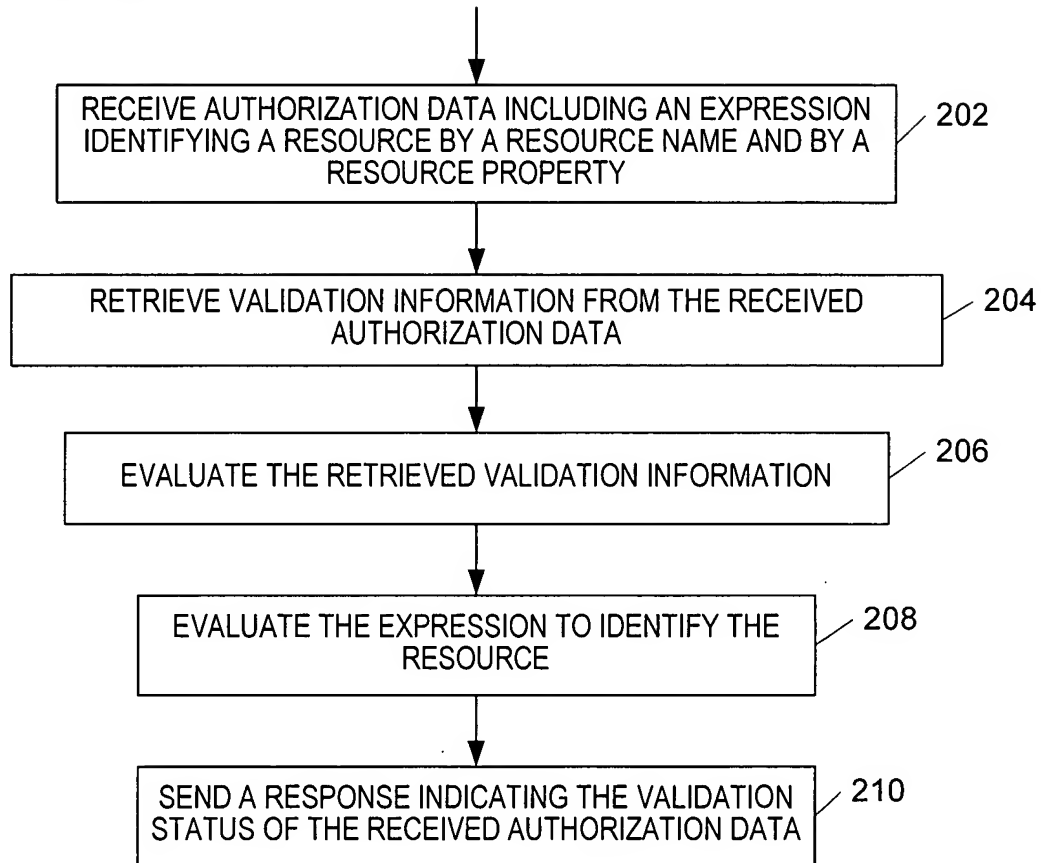 RECEIVE AUTHORIZATION DATA INCLUDING AN EXPRESSION
IDENTIFYING A RESOURCE BY A RESOURCE NAME AND BY A
RESOURCE PROPERTY
202
RETRIEVE VALIDATION INFORMATION FROM THE RECEIVED
AUTHORIZATION DATA
204
EVALUATE THE RETRIEVED VALIDATION INFORMATION
206
EVALUATE THE EXPRESSION TO IDENTIFY THE
RESOURCE
208
SEND A RESPONSE INDICATING THE VALIDATION
STATUS OF THE RECEIVED AUTHORIZATION DATA
210